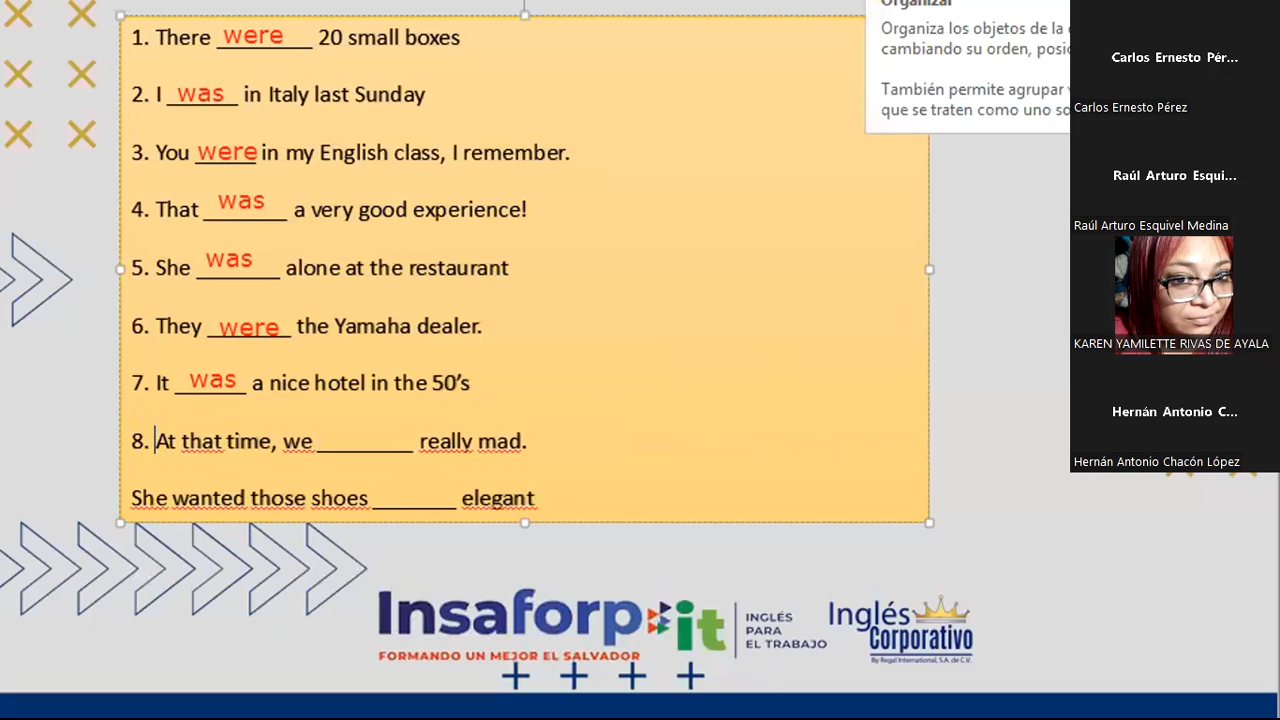 1. There were 20 small boxes
2. I was in Italy last Sunday
3. You were in my English class, I remember.
4. That was a very good experience!
5. She was alone at the restaurant
6. They were the Yamaha dealer.
7. It was a nice hotel in the 50's
8. At that time, we ________ really mad.
She wanted those shoes _______ elegant
Organizar
Organiza los objetos de la
cambiando su orden, posi
También permite agrupar
que se traten como uno so
Carlos Ernesto Pér...
Carlos Ernesto Pérez
Raúl Arturo Esqui...
Raúl Arturo Esquivel Medina
KAREN YAMILETTE RIVAS DE AYALA
Hernán Antonio C...
Hernán Antonio Chacón López
Insaforp
FORMANDO UN MEJOR EL SALVADOR
it
INGLÉS
PARA
EL TRABAJO
Inglés
Corporativo
By Regal International, S.A. de C.V.